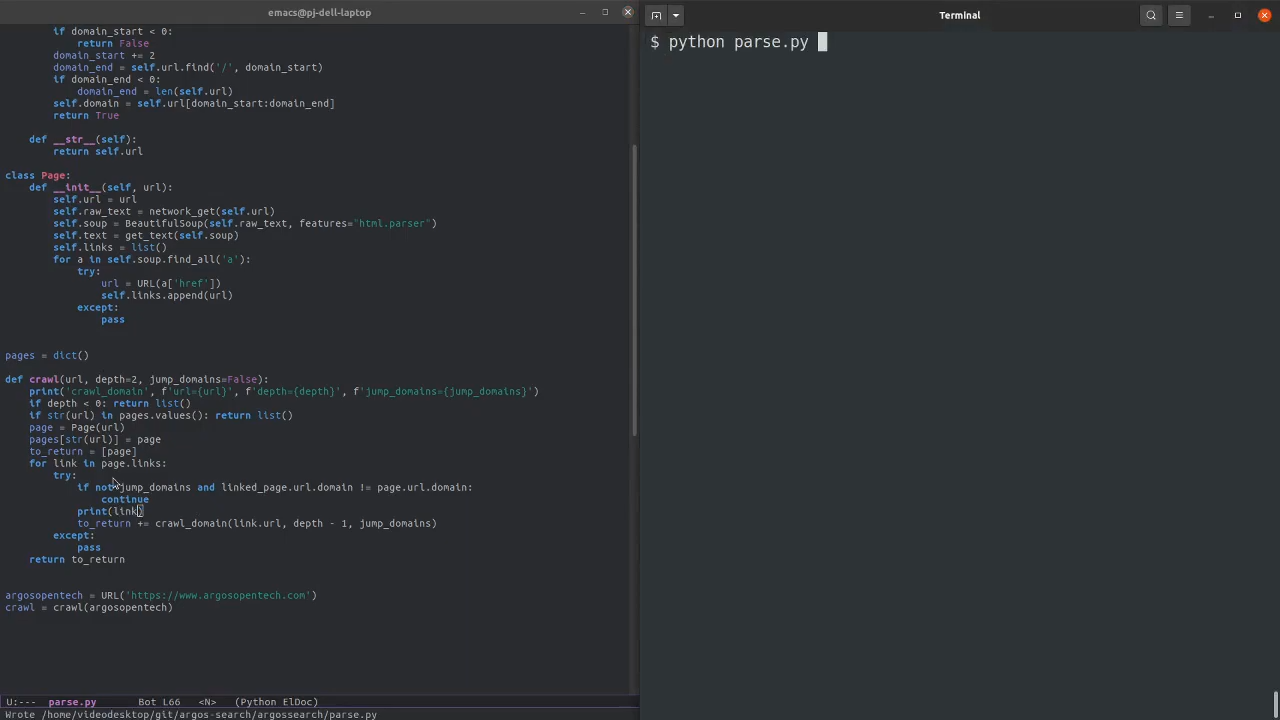 emacs@pj-dell-laptop
if domain_start < 0:
return False
domain_start += 2
domain_end = self.url.find('/', domain_start)
if domain_end < 0:
domain_end = len(self.url)
self.domain = self.url[domain_start:domain_end]
return True
def __str__(self):
return self.url
class Page:
def __init__(self, url):
self.url = url
self.raw_text = network_get(self.url)
self.soup = BeautifulSoup(self.raw_text, features="html.parser")
self.text = get_text(self.soup)
self.links = list()
for a in self.soup.find_all('a'):
try:
url = URL(a['href'])
self.links.append(url)
except:
pass
pages = dict()
def crawl(url, depth=2, jump_domains=False):
print('crawl_domain', f'url={url}', f'depth={depth}', f'jump_domains={jump_domains}')
if depth < 0: return list()
if str(url) in pages.values(): return list()
page = Page(url)
pages[str(url)] = page
to_return = [page]
for link in page.links:
try:
if not jump_domains and linked_page.url.domain != page.url.domain:
continue
print(link)
to_return += crawl_domain(link.url, depth - 1, jump_domains)
except:
pass
return to_return
argosopentech = URL('https://www.argosopentech.com')
crawl = crawl(argosopentech)
U:--- parse.py Bot L66 <N> (Python ElDoc)
Wrote /home/videodesktop/git/argos-search/argossearch/parse.py
Terminal
$ python parse.py